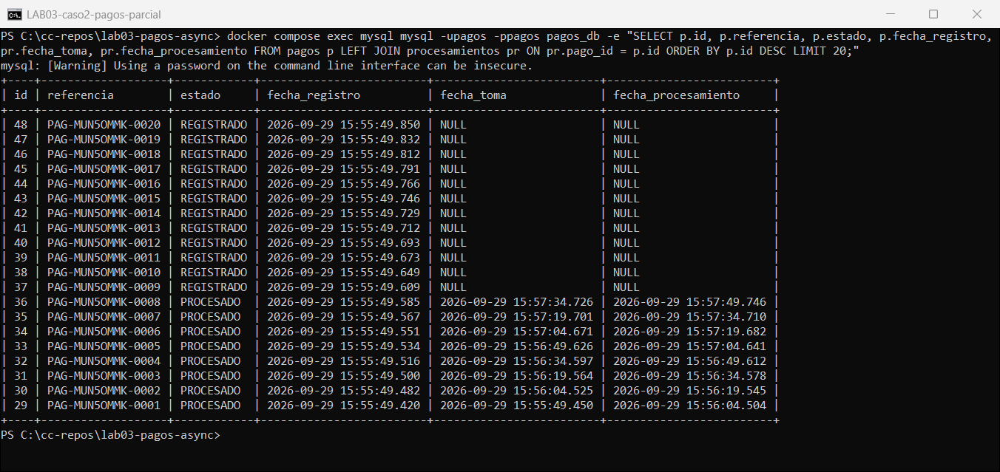 LAB03-caso2-pagos-parcial
PS C:\cc-repos\lab03-pagos-async> docker compose exec mysql mysql -upagos -ppagos pagos_db -e "SELECT p.id, p.referencia, p.estado, p.fecha_registro,
pr.fecha_toma, pr.fecha_procesamiento FROM pagos p LEFT JOIN procesamientos pr ON pr.pago_id = p.id ORDER BY p.id DESC LIMIT 20;"
mysql: [Warning] Using a password on the command line interface can be insecure.
+----+-------------------+------------+-------------------------+-------------------------+-------------------------+
| id | referencia        | estado     | fecha_registro          | fecha_toma              | fecha_procesamiento     |
+----+-------------------+------------+-------------------------+-------------------------+-------------------------+
| 48 | PAG-MUN5OMMK-0020 | REGISTRADO | 2026-09-29 15:55:49.850 | NULL                    | NULL                    |
| 47 | PAG-MUN5OMMK-0019 | REGISTRADO | 2026-09-29 15:55:49.832 | NULL                    | NULL                    |
| 46 | PAG-MUN5OMMK-0018 | REGISTRADO | 2026-09-29 15:55:49.812 | NULL                    | NULL                    |
| 45 | PAG-MUN5OMMK-0017 | REGISTRADO | 2026-09-29 15:55:49.791 | NULL                    | NULL                    |
| 44 | PAG-MUN5OMMK-0016 | REGISTRADO | 2026-09-29 15:55:49.766 | NULL                    | NULL                    |
| 43 | PAG-MUN5OMMK-0015 | REGISTRADO | 2026-09-29 15:55:49.746 | NULL                    | NULL                    |
| 42 | PAG-MUN5OMMK-0014 | REGISTRADO | 2026-09-29 15:55:49.729 | NULL                    | NULL                    |
| 41 | PAG-MUN5OMMK-0013 | REGISTRADO | 2026-09-29 15:55:49.712 | NULL                    | NULL                    |
| 40 | PAG-MUN5OMMK-0012 | REGISTRADO | 2026-09-29 15:55:49.693 | NULL                    | NULL                    |
| 39 | PAG-MUN5OMMK-0011 | REGISTRADO | 2026-09-29 15:55:49.673 | NULL                    | NULL                    |
| 38 | PAG-MUN5OMMK-0010 | REGISTRADO | 2026-09-29 15:55:49.649 | NULL                    | NULL                    |
| 37 | PAG-MUN5OMMK-0009 | REGISTRADO | 2026-09-29 15:55:49.609 | NULL                    | NULL                    |
| 36 | PAG-MUN5OMMK-0008 | PROCESADO  | 2026-09-29 15:55:49.585 | 2026-09-29 15:57:34.726 | 2026-09-29 15:57:49.746 |
| 35 | PAG-MUN5OMMK-0007 | PROCESADO  | 2026-09-29 15:55:49.567 | 2026-09-29 15:57:19.701 | 2026-09-29 15:57:34.710 |
| 34 | PAG-MUN5OMMK-0006 | PROCESADO  | 2026-09-29 15:55:49.551 | 2026-09-29 15:57:04.671 | 2026-09-29 15:57:19.682 |
| 33 | PAG-MUN5OMMK-0005 | PROCESADO  | 2026-09-29 15:55:49.534 | 2026-09-29 15:56:49.626 | 2026-09-29 15:57:04.641 |
| 32 | PAG-MUN5OMMK-0004 | PROCESADO  | 2026-09-29 15:55:49.516 | 2026-09-29 15:56:34.597 | 2026-09-29 15:56:49.612 |
| 31 | PAG-MUN5OMMK-0003 | PROCESADO  | 2026-09-29 15:55:49.500 | 2026-09-29 15:56:19.564 | 2026-09-29 15:56:34.578 |
| 30 | PAG-MUN5OMMK-0002 | PROCESADO  | 2026-09-29 15:55:49.482 | 2026-09-29 15:56:04.525 | 2026-09-29 15:56:19.545 |
| 29 | PAG-MUN5OMMK-0001 | PROCESADO  | 2026-09-29 15:55:49.420 | 2026-09-29 15:55:49.450 | 2026-09-29 15:56:04.504 |
+----+-------------------+------------+-------------------------+-------------------------+-------------------------+
PS C:\cc-repos\lab03-pagos-async>